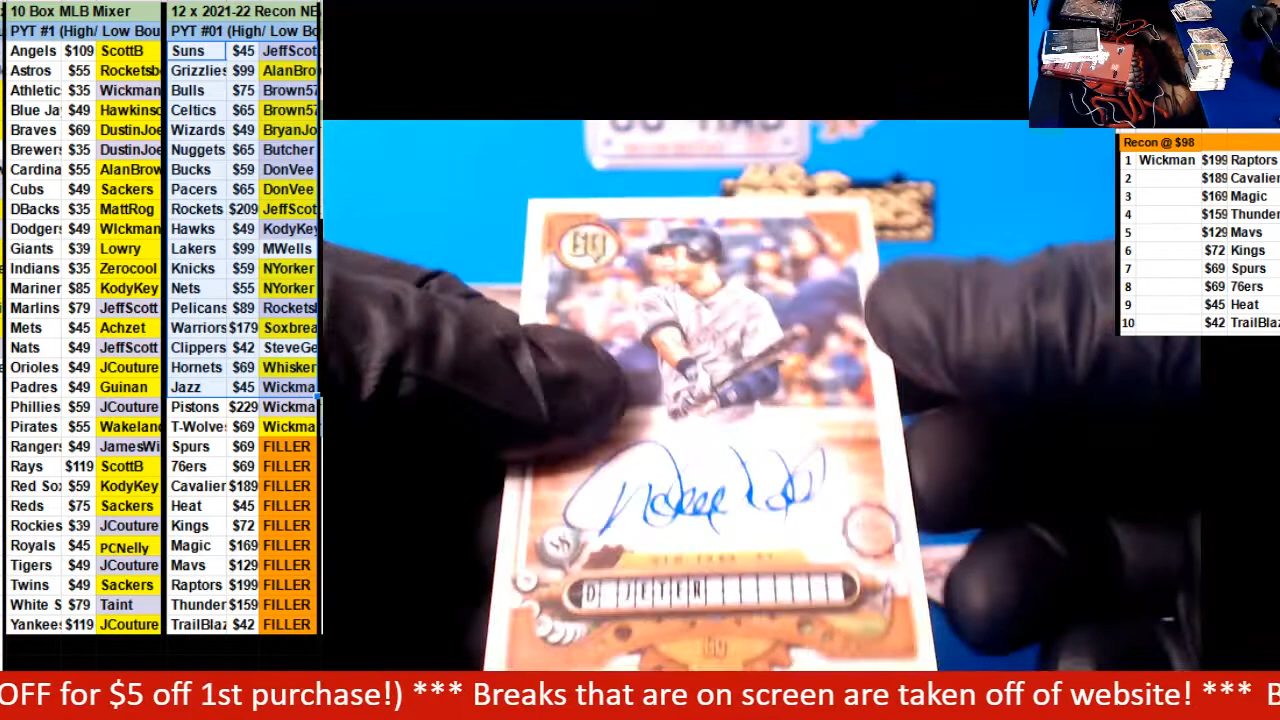 10 Box MLB Mixer
PYT #1 (High/ Low Bou
Angels $109 ScottB
Astros $55 Rocketsb
Athletic $35 Wickman
Blue Ja $49 Hawkins
Braves $69 DustinJoe
Brewer $35 DustinJoe
Cardina $55 AlanBrow
Cubs $49 Sackers
DBacks $35 MattRog
Dodgers $49 WIckman
Giants $39 Lowry
Indians $35 Zerocool
Mariner $85 KodyKey
Marlins $79 JeffScott
Mets $45 Achzet
Nats $49 JeffScott
Orioles $49 JCouture
Padres $49 Guinan
Phillies $59 JCouture
Pirates $55 Wakeland
Rangers $49 JamesWi
Rays $119 ScottB
Red Sox $59 KodyKey
Reds $75 Sackers
Rockies $39 JCouture
Royals $45 PCNelly
Tigers $49 JCouture
Twins $49 Sackers
White S $79 Taint
Yankees $119 JCouture
12 x 2021-22 Recon NB
PYT #01 (High/ Low Bo
Suns $45 JeffScot
Grizzlies $99 AlanBro
Bulls $75 Brown57
Celtics $65 Brown57
Wizards $49 BryanJo
Nuggets $65 Butcher
Bucks $59 DonVee
Pacers $65 DonVee
Rockets $209 JeffScot
Hawks $49 KodyKey
Lakers $99 MWells
Knicks $59 NYorker
Nets $55 NYorker
Pelicans $89 Rockets
Warriors $179 Soxbrea
Clippers $42 SteveGe
Hornets $69 Whisker
Jazz $45 Wickma
Pistons $229 Wickma
T-Wolves $69 Wickma
Spurs $69 FILLER
76ers $69 FILLER
Cavalier $189 FILLER
Heat $45 FILLER
Kings $72 FILLER
Magic $169 FILLER
Mavs $129 FILLER
Raptors $199 FILLER
Thunder $159 FILLER
TrailBlaz $42 FILLER
D JETER
Recon @ $98
1 Wickman $199 Raptors
2 $189 Cavalier
3 $169 Magic
4 $159 Thunder
5 $129 Mavs
6 $72 Kings
7 $69 Spurs
8 $69 76ers
9 $45 Heat
10 $42 TrailBlaz
OFF for $5 off 1st purchase!) *** Breaks that are on screen are taken off of website! *** B